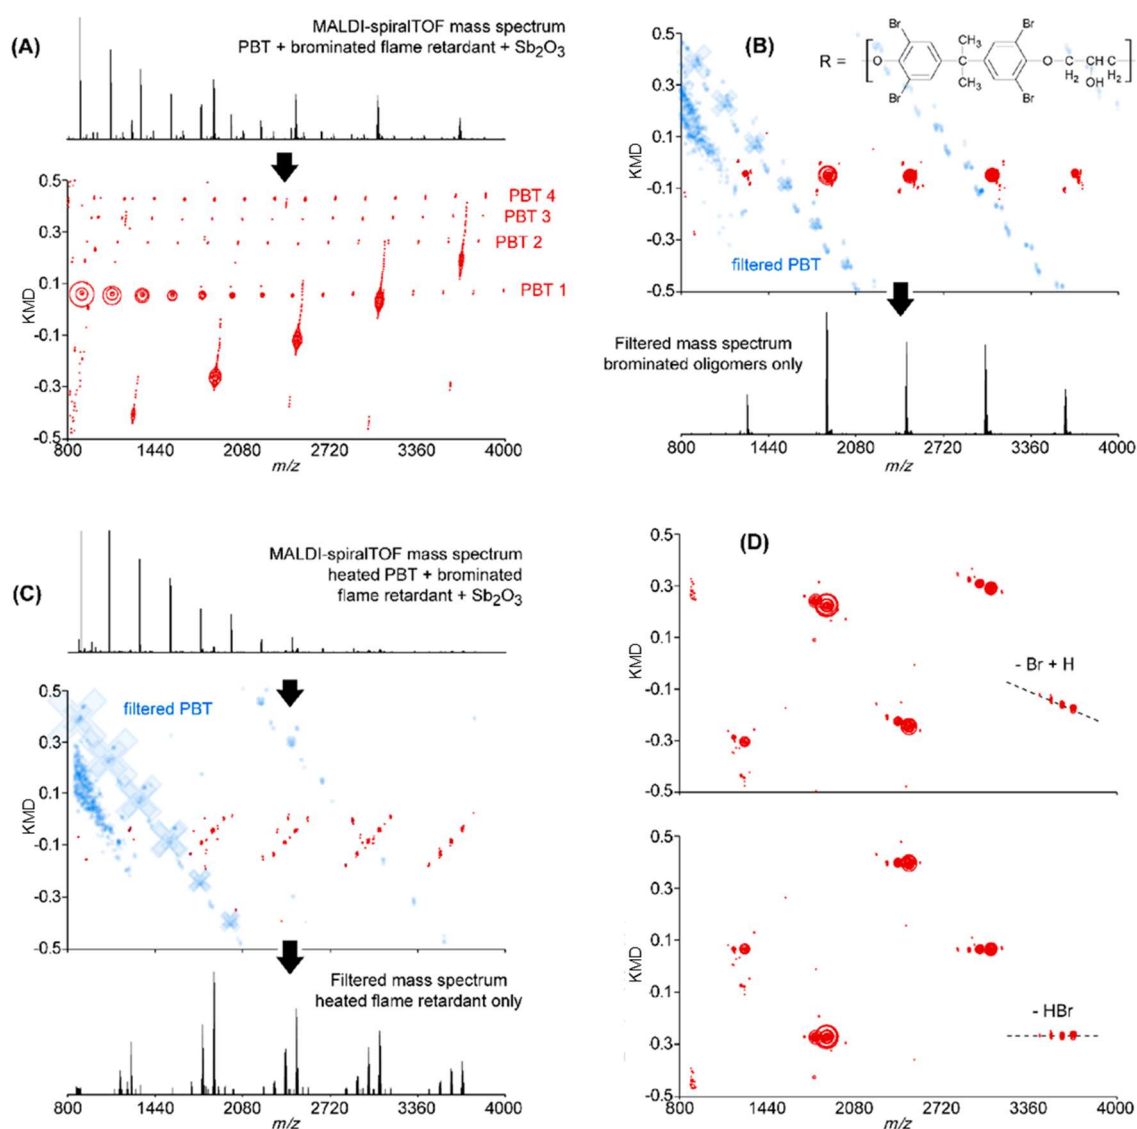 (A)
MALDI-spiralTOF mass spectrum
PBT + brominated flame retardant + Sb2O3
0.5
0.3
0.1
-0.1
-0.3
-0.5
KMD
PBT 4
PBT 3
PBT 2
PBT 1
800
1440
2080
2720
3360
4000
m/z
(B)
R =
Br
Br
CH3
CH3
Br
Br
O
O
C
H2
CH
OH
C
H2
0.5
0.3
0.1
-0.1
-0.3
-0.5
KMD
filtered PBT
Filtered mass spectrum
brominated oligomers only
800
1440
2080
2720
3360
4000
m/z
(C)
MALDI-spiralTOF mass spectrum
heated PBT + brominated
flame retardant + Sb2O3
0.5
0.3
0.1
-0.1
-0.3
-0.5
KMD
filtered PBT
Filtered mass spectrum
heated flame retardant only
800
1440
2080
2720
3360
4000
m/z
(D)
0.5
0.3
0.1
-0.1
-0.3
-0.5
KMD
- Br + H
0.5
0.3
0.1
0.1
-0.3
-0.5
KMD
- HBr
800
1440
2080
2720
3360
4000
m/z